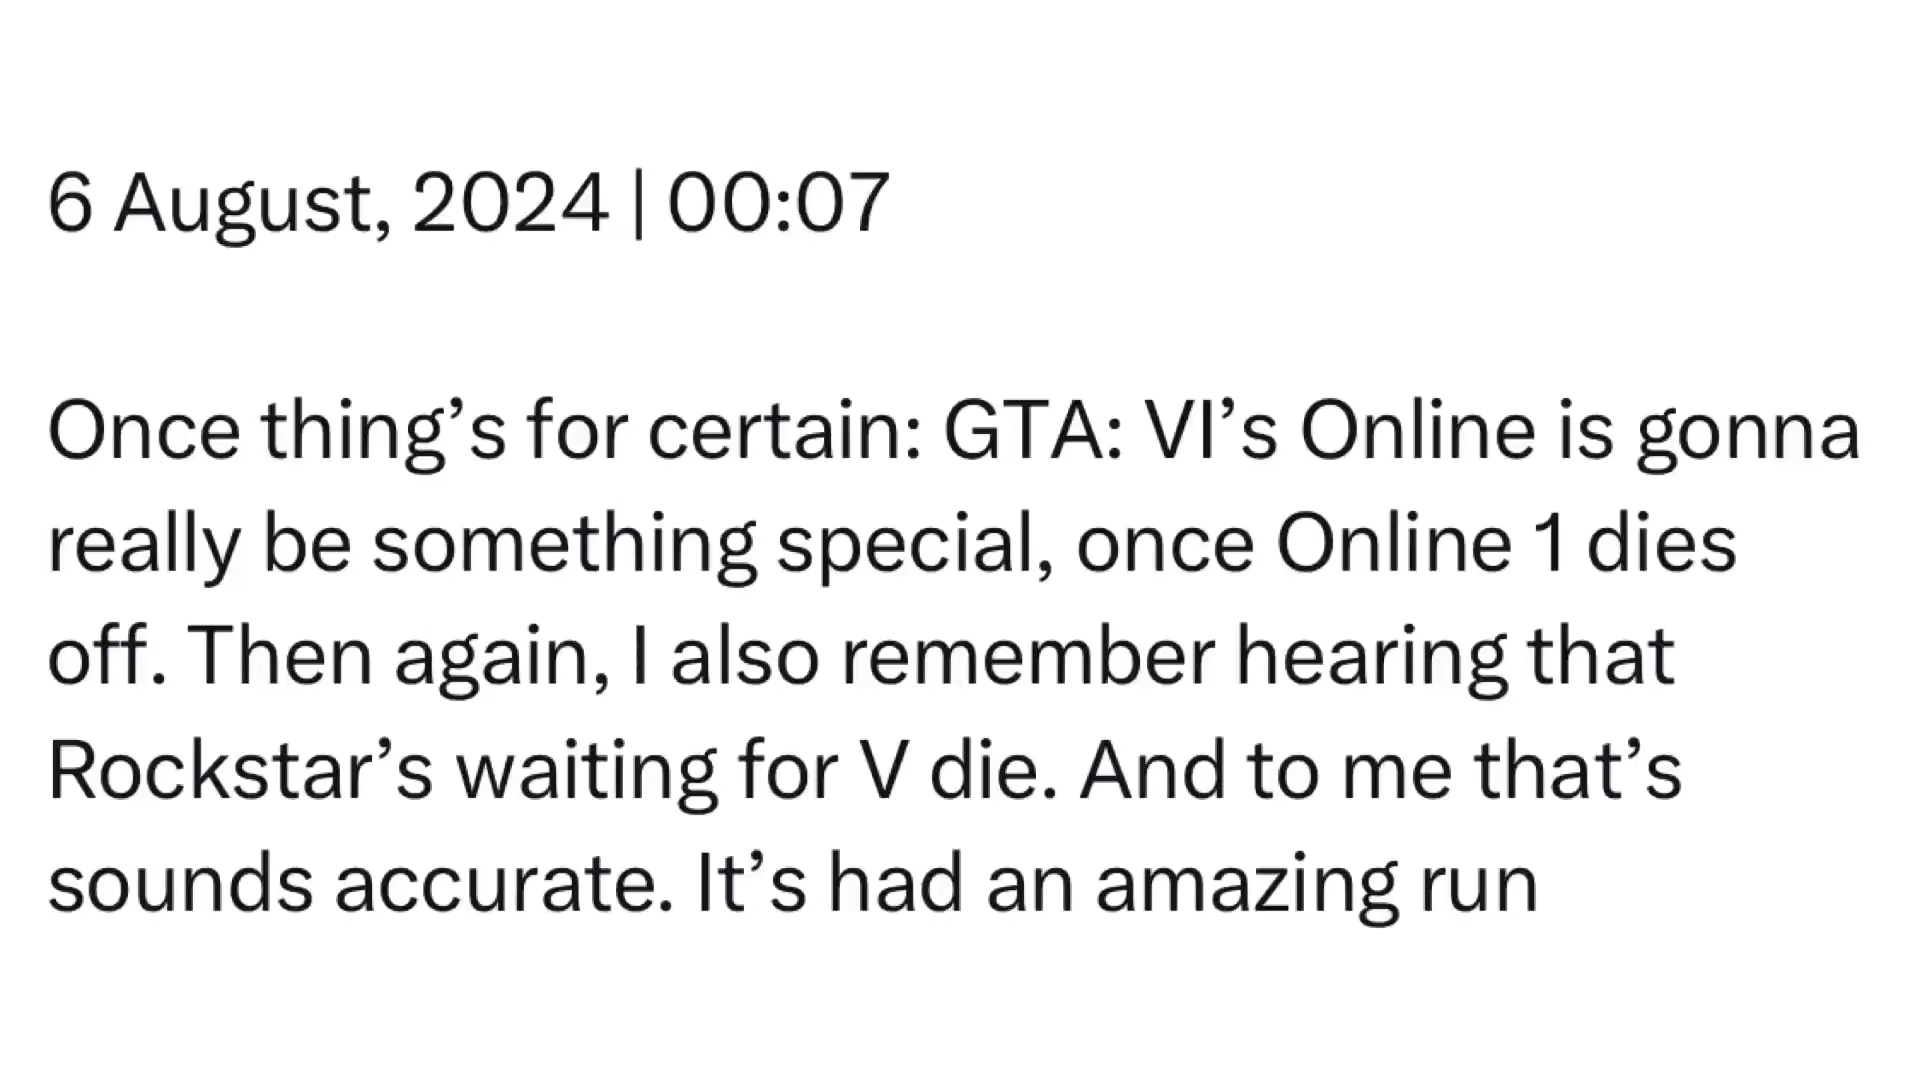 6 August, 2024 | 00:07
Once thing’s for certain: GTA: VI’s Online is gonna
really be something special, once Online 1 dies
off. Then again, I also remember hearing that
Rockstar’s waiting for V die. And to me that’s
sounds accurate. It’s had an amazing run